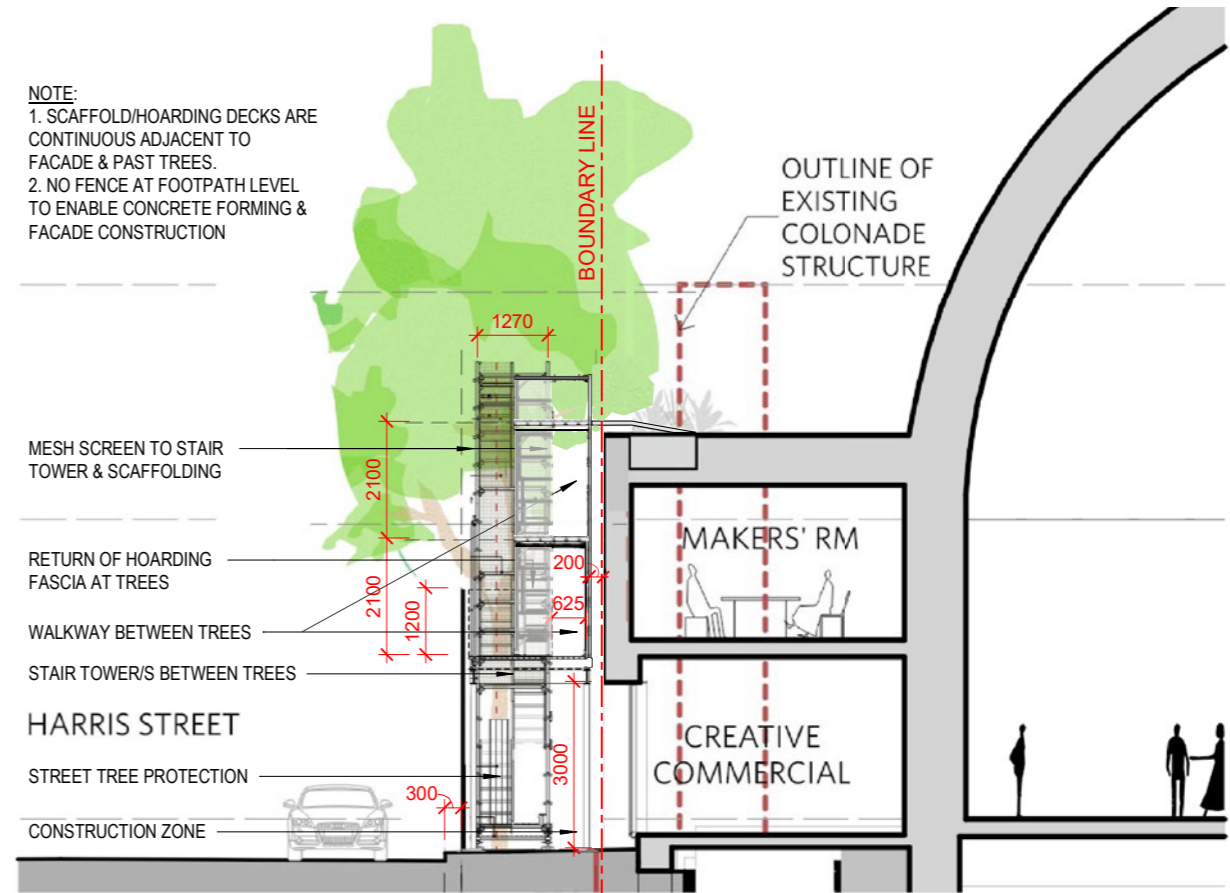 NOTE:
1. SCAFFOLD/HOARDING DECKS ARE
CONTINUOUS ADJACENT TO
FACADE & PAST TREES.
2. NO FENCE AT FOOTPATH LEVEL
TO ENABLE CONCRETE FORMING &
FACADE CONSTRUCTION
BOUNDARY LINE
OUTLINE OF
EXISTING
COLONADE
STRUCTURE
1270
MESH SCREEN TO STAIR
TOWER & SCAFFOLDING
2100
RETURN OF HOARDING
FASCIA AT TREES
MAKERS' RM
200
2100
1200
625
WALKWAY BETWEEN TREES
STAIR TOWER/S BETWEEN TREES
HARRIS STREET
CREATIVE
COMMERCIAL
3000
STREET TREE PROTECTION
300
CONSTRUCTION ZONE